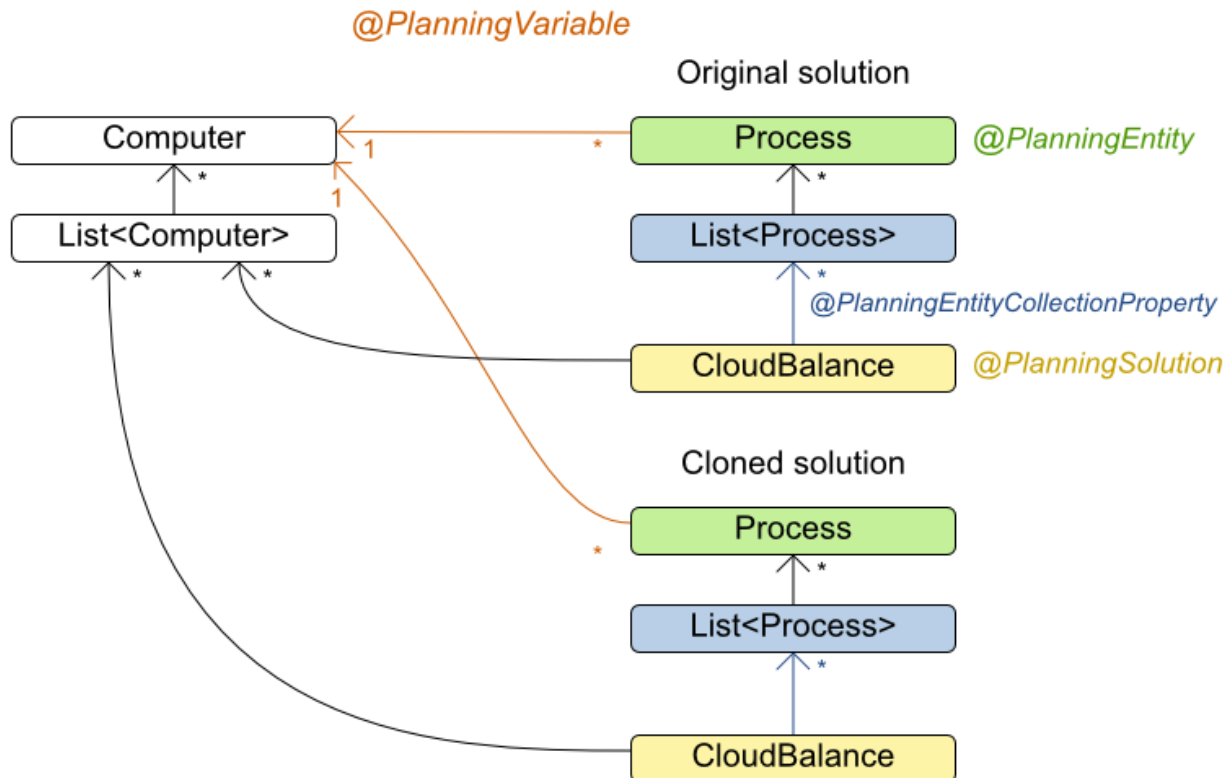 @PlanningVariable
Original solution
Computer
1
*
Process
@PlanningEntity
*
1
*
List<Computer>
List<Process>
*
*
*
@PlanningEntityCollectionProperty
CloudBalance
@PlanningSolution
Cloned solution
Process
*
*
List<Process>
*
CloudBalance